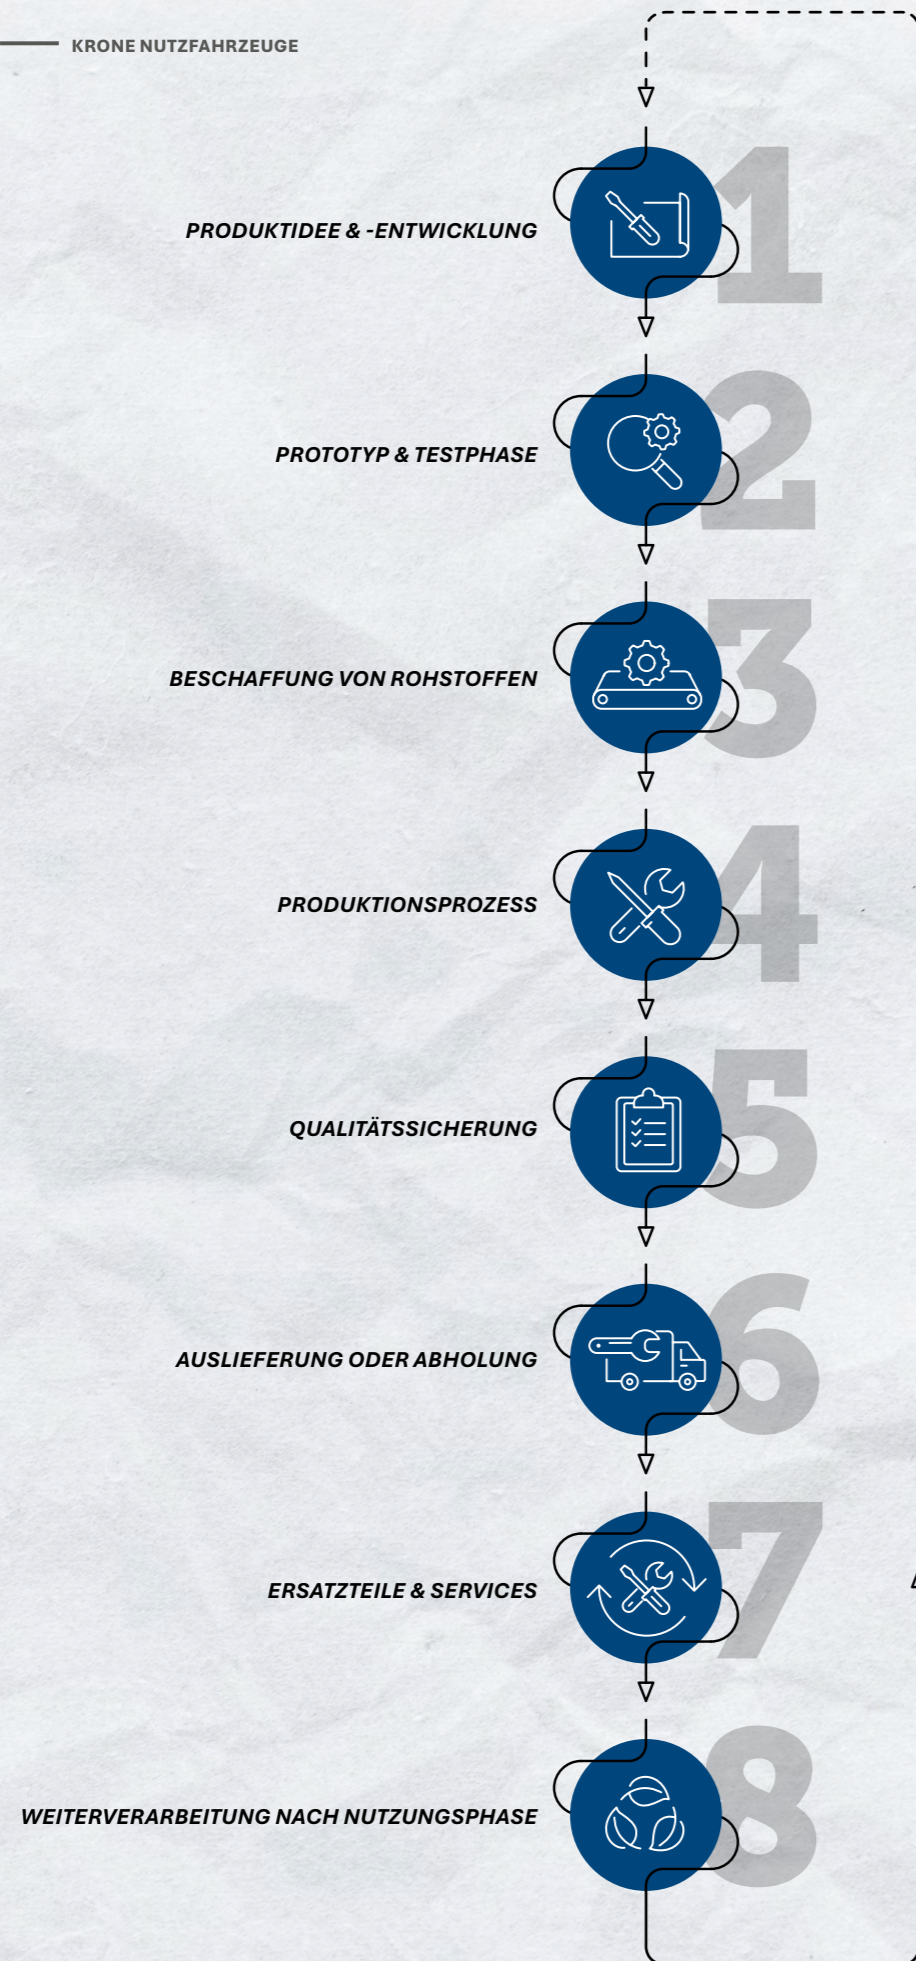 KRONE NUTZFAHRZEUGE
1
PRODUKTIDEE & -ENTWICKLUNG
2
PROTOTYP & TESTPHASE
3
BESCHAFFUNG VON ROHSTOFFEN
4
PRODUKTIONSPROZESS
5
QUALITÄTSSICHERUNG
6
AUSLIEFERUNG ODER ABHOLUNG
7
ERSATZTEILE & SERVICES
8
WEITERVERARBEITUNG NACH NUTZUNGSPHASE